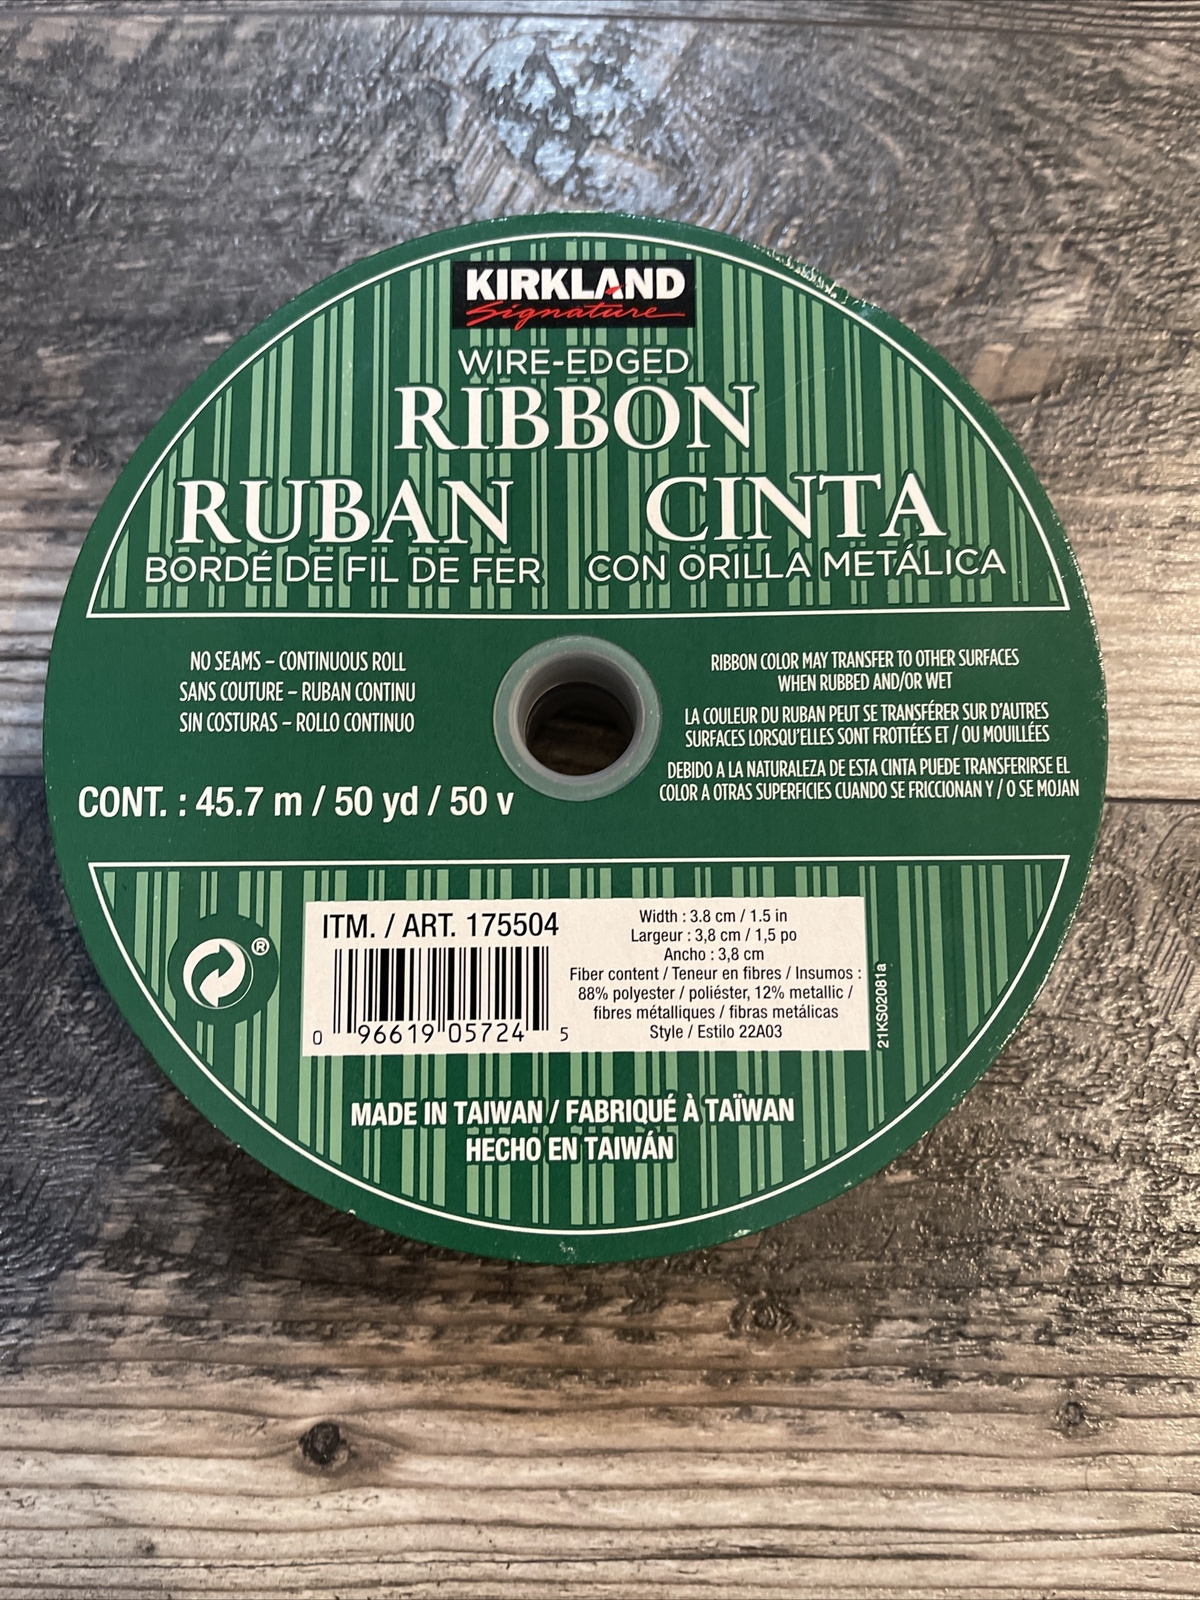 KIRKLAND
Signature
WIRE-EDGED
RIBBON
RUBAN
BORDÉ DE FIL DE FER
CINTA
CON ORILLA METÁLICA
NO SEAMS – CONTINUOUS ROLL
SANS COUTURE – RUBAN CONTINU
SIN COSTURAS – ROLLO CONTINUO
CONT. : 45.7 m / 50 yd / 50 v
RIBBON COLOR MAY TRANSFER TO OTHER SURFACES
WHEN RUBBED AND/OR WET
LA COULEUR DU RUBAN PEUT SE TRANSFÉRER SUR D'AUTRES
SURFACES LORSQU'ELLES SONT FROTTÉES ET / OU MOUILLÉES
DEBIDO A LA NATURALEZA DE ESTA CINTA PUEDE TRANSFERIRSE EL
COLOR A OTRAS SUPERFICIES CUANDO SE FRICCIONAN Y / O SE MOJAN
®
ITM. / ART. 175504
0 96619 05724 5
Width : 3.8 cm / 1.5 in
Largeur : 3,8 cm / 1,5 po
Ancho : 3,8 cm
Fiber content / Teneur en fibres / Insumos :
88% polyester / poliéster, 12% metallic /
fibres métalliques / fibras metálicas
Style / Estilo 22A03
21KS02081a
MADE IN TAIWAN / FABRIQUÉ À TAÏWAN
HECHO EN TAIWÁN